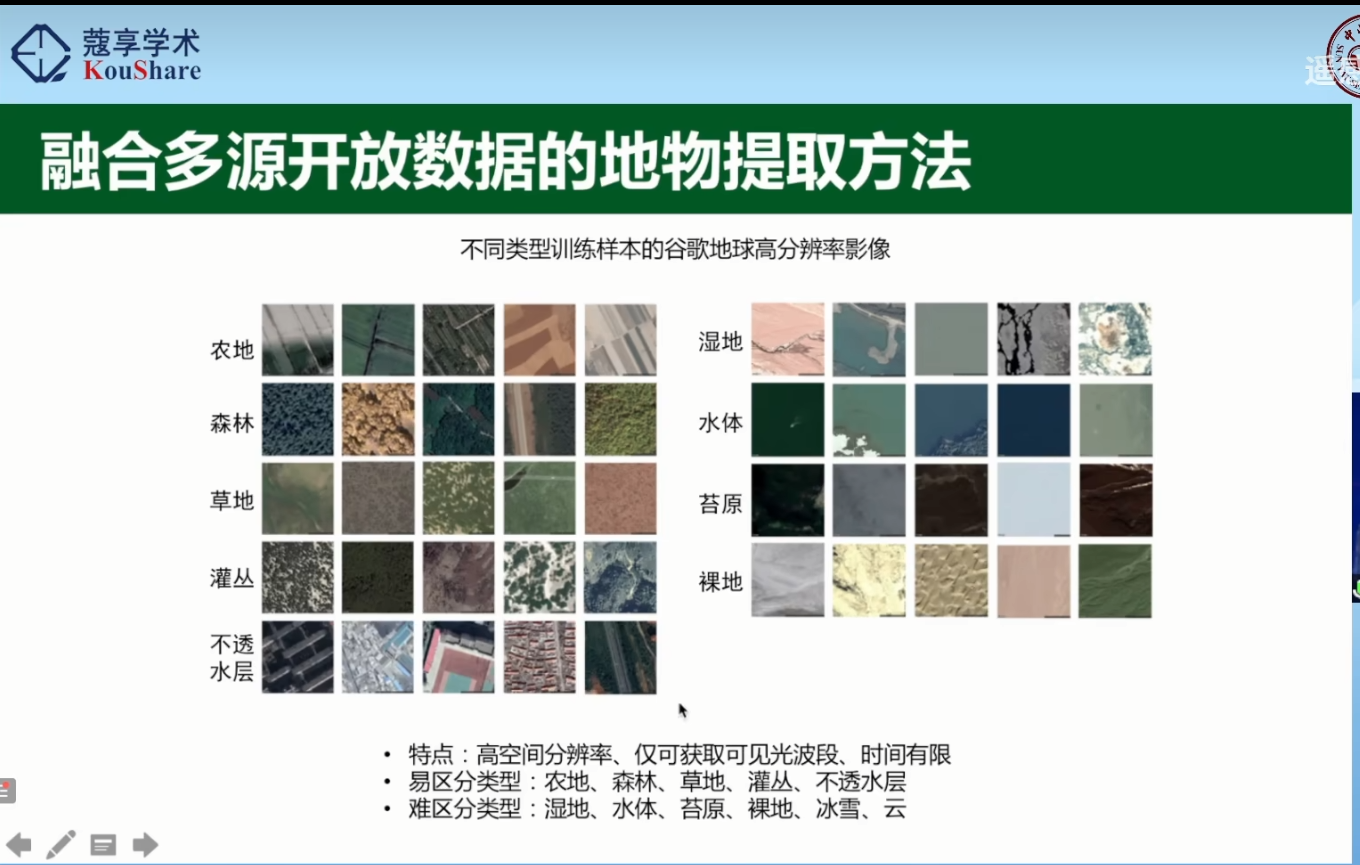 蔻享学术
KouShare
融合多源开放数据的地物提取方法
不同类型训练样本的谷歌地球高分辨率影像
农地
森林
草地
灌丛
不透
水层
湿地
水体
苔原
裸地
• 特点：高空间分辨率、仅可获取可见光波段、时间有限
• 易区分类型：农地、森林、草地、灌丛、不透水层
• 难区分类型：湿地、水体、苔原、裸地、冰雪、云